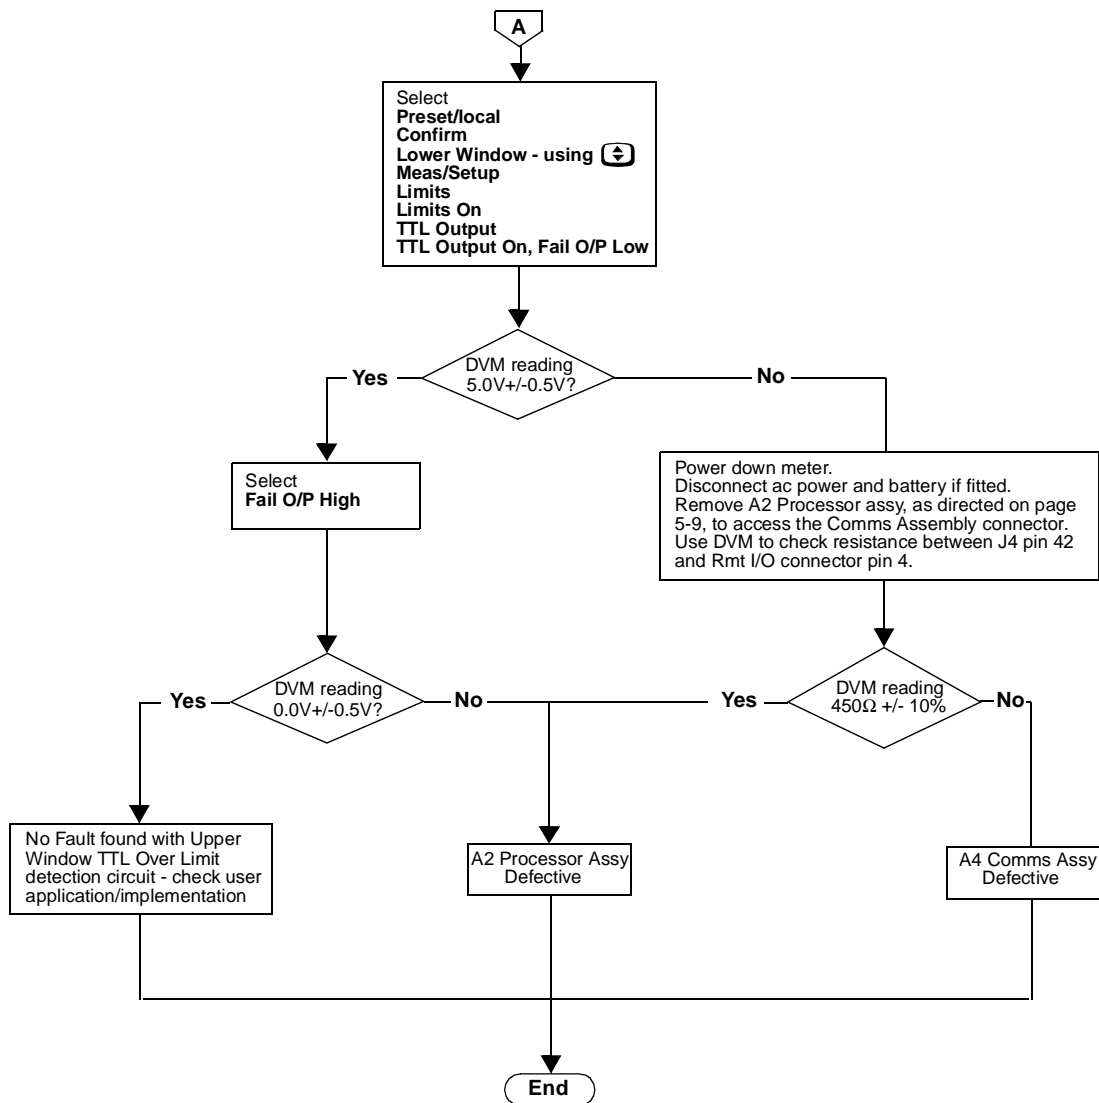 A
Select
Preset/local
Confirm
Lower Window - using
Meas/Setup
Limits
Limits On
TTL Output
TTL Output On, Fail O/P Low
DVM reading
5.0V+/-0.5V?
Yes
No
Select
Fail O/P High
Power down meter.
Disconnect ac power and battery if fitted.
Remove A2 Processor assy, as directed on page
5-9, to access the Comms Assembly connector.
Use DVM to check resistance between J4 pin 42
and Rmt I/O connector pin 4.
DVM reading
0.0V+/-0.5V?
Yes
No
DVM reading
450Ω +/- 10%
Yes
No
No Fault found with Upper
Window TTL Over Limit
detection circuit - check user
application/implementation
A2 Processor Assy
Defective
A4 Comms Assy
Defective
End